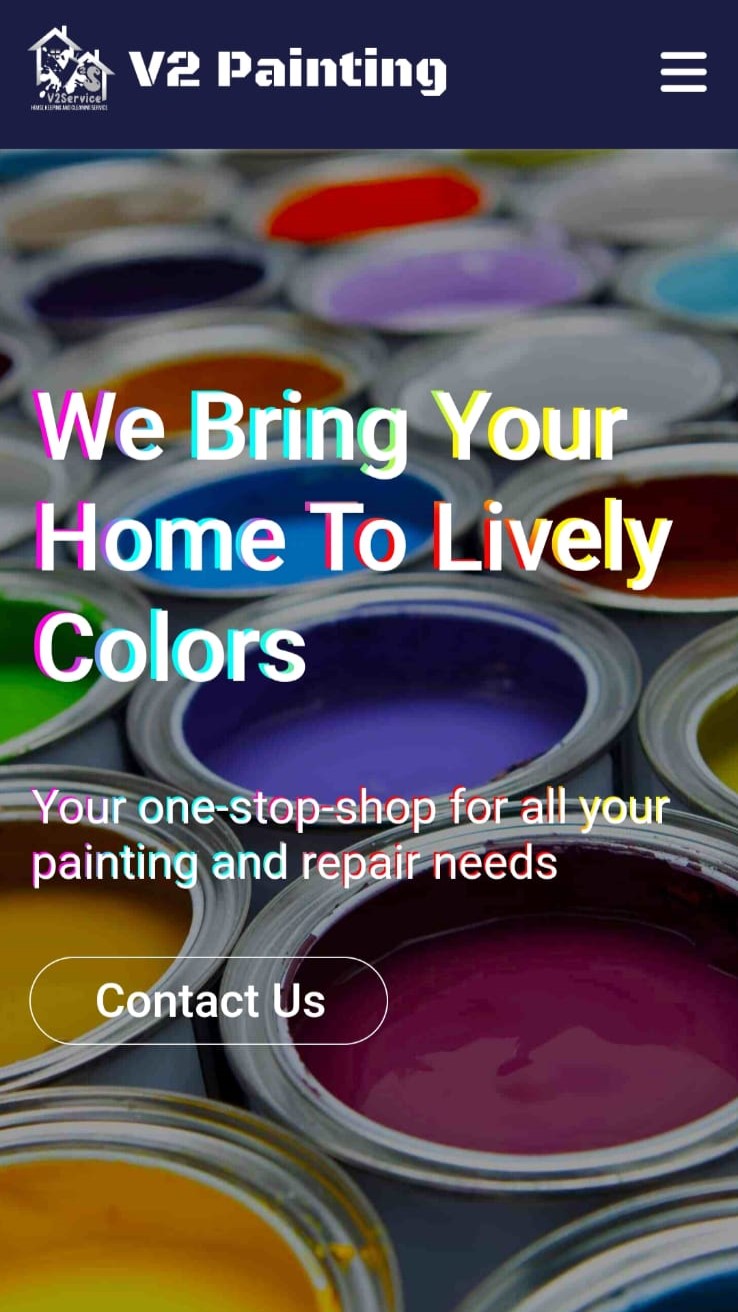 V2 Painting
V2Service
HOUSE KEEPING AND CLEANING SERVICE
We Bring Your
Home To Lively
Colors
Your one-stop-shop for all your
painting and repair needs
Contact Us